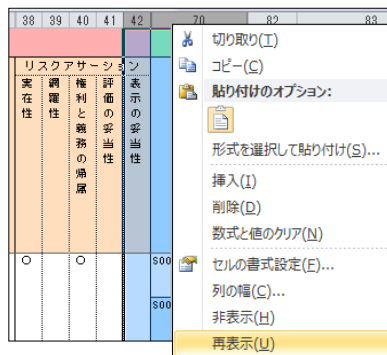 38 39 40 41 42 70 82 83
リスクアサーション
実在性
網羅性
権利と義務の帰属
評価の妥当性
表示の妥当性
○ ○ S00
S00
切り取り(T)
コピー(C)
貼り付けのオプション:
形式を選択して貼り付け(S)...
挿入(I)
削除(D)
数式と値のクリア(N)
セルの書式設定(F)...
列の幅(C)...
非表示(H)
再表示(U)